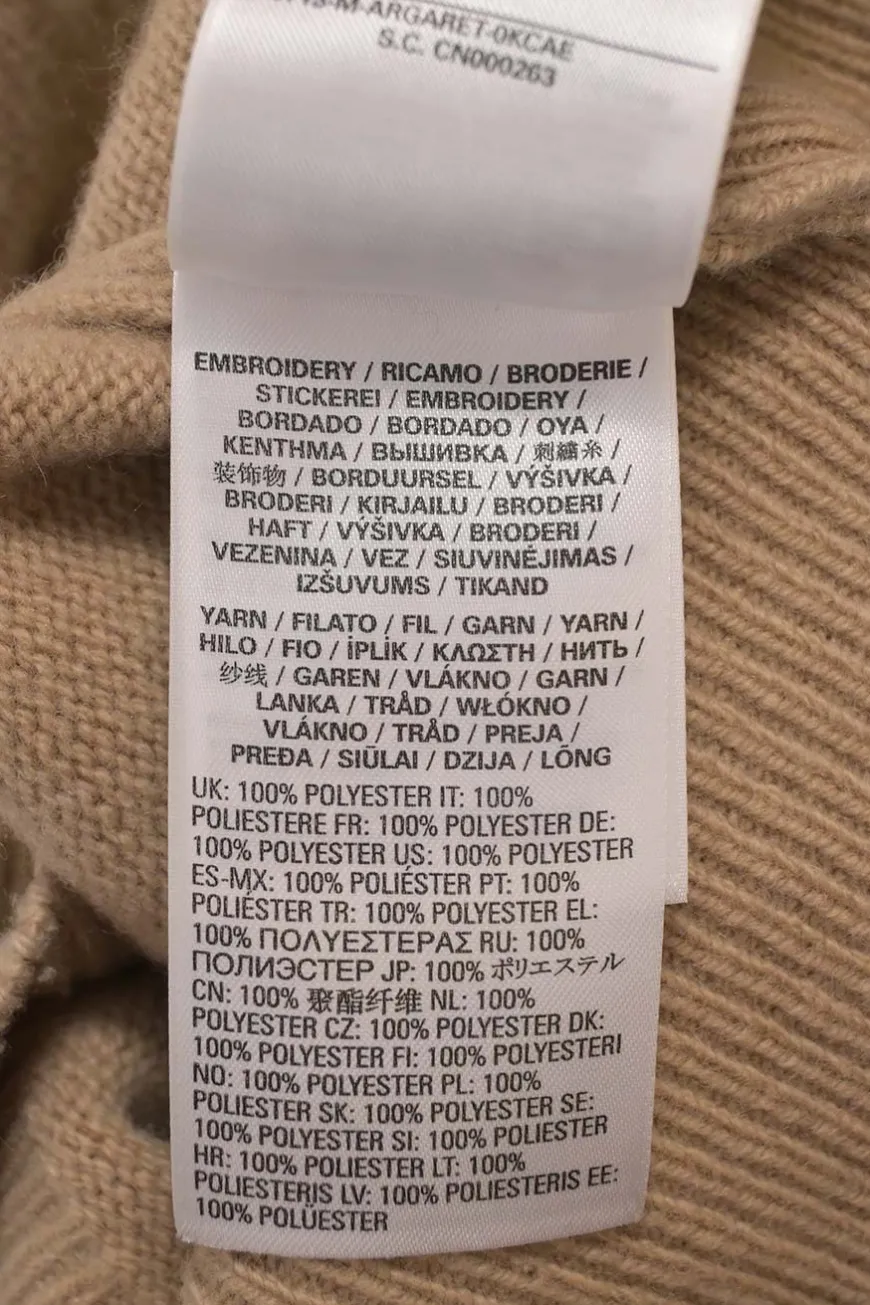 M-ARGARET-0KCAE
S.C. CN000263
EMBROIDERY / RICAMO / BRODERIE /
STICKEREI / EMBROIDERY /
BORDADO / BORDADO / OYA /
ΚΕΝΤΗΜΑ / ВЫШИВКА / 刺繍糸 /
装饰物 / BORDUURSEL / VÝŠIVKA /
BRODERI / KIRJAILU / BRODERI /
HAFT / VÝŠIVKA / BRODERI /
VEZENINA / VEZ / SIUVINĖJIMAS /
IZŠUVUMS / TIKAND
YARN / FILATO / FIL / GARN / YARN /
HILO / FIO / İPLİK / ΚΛΩΣΤΗ / НИТЬ /
纱线 / GAREN / VLÁKNO / GARN /
LANKA / TRÅD / WŁÓKNO /
VLÁKNO / TRÅD / PREJA /
PREĐA / SIŪLAI / DZIJA / LÕNG
UK: 100% POLYESTER IT: 100%
POLIESTERE FR: 100% POLYESTER DE:
100% POLYESTER US: 100% POLYESTER
ES-MX: 100% POLIÉSTER PT: 100%
POLIÉSTER TR: 100% POLYESTER EL:
100% ΠΟΛΥΕΣΤΕΡΑΣ RU: 100%
ПОЛИЭСТЕР JP: 100% ポリエステル
CN: 100% 聚酯纤维 NL: 100%
POLYESTER CZ: 100% POLYESTER DK:
100% POLYESTER FI: 100% POLYESTERI
NO: 100% POLYESTER PL: 100%
POLIESTER SK: 100% POLYESTER SE:
100% POLYESTER SI: 100% POLIESTER
HR: 100% POLIESTER LT: 100%
POLIESTERIS LV: 100% POLIESTERIS EE:
100% POLÜESTER